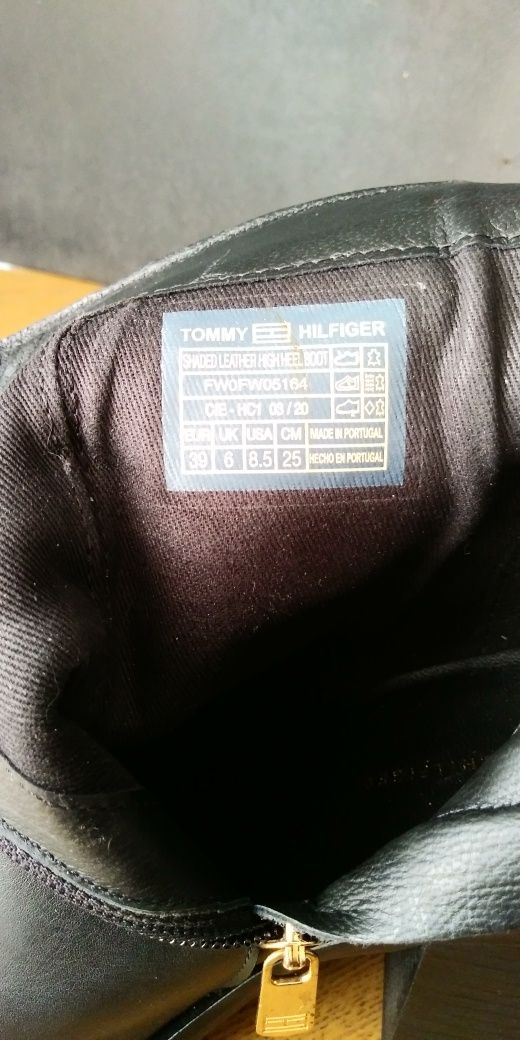 TOMMY HILFIGER
SHADED LEATHER HIGH HEEL BOOT
FW0FW05164
CIE - HC1 03 / 20
EUR UK USA CM MADE IN PORTUGAL
39 6 8.5 25 HECHO EN PORTUGAL